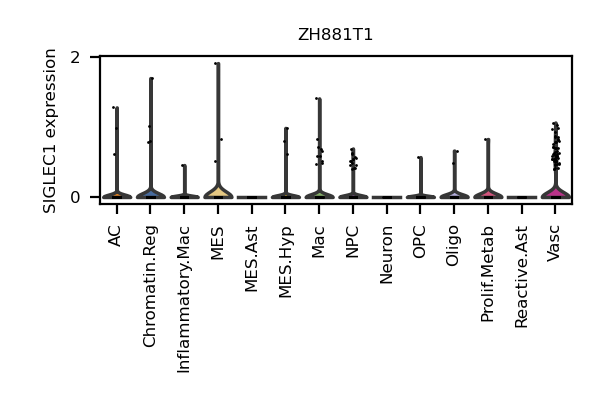 ZH881T1
SIGLEC1 expression
2
0
AC
Chromatin.Reg
Inflammatory.Mac
MES
MES.Ast
MES.Hyp
Mac
NPC
Neuron
OPC
Oligo
Prolif.Metab
Reactive.Ast
Vasc